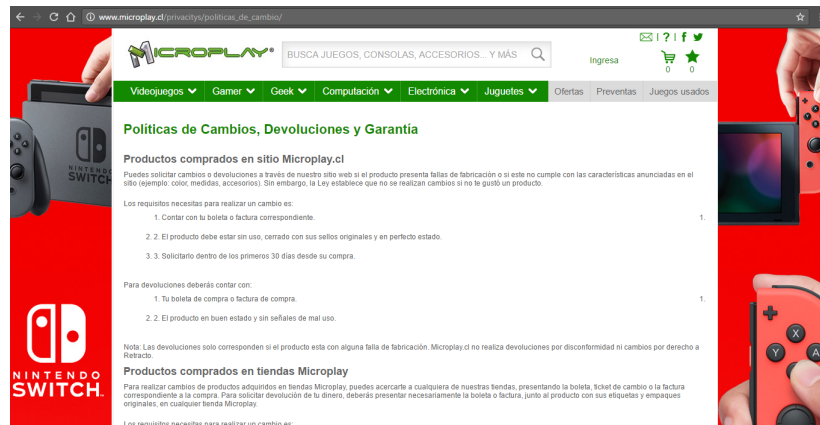 www.microplay.cl/privacitys/politicas_de_cambio/
MICROPLAY®
BUSCA JUEGOS, CONSOLAS, ACCESORIOS... Y MÁS
| ? | f
Ingresa
0 0
Videojuegos Gamer Geek Computación Electrónica Juguetes Ofertas Preventas Juegos usados
Políticas de Cambios, Devoluciones y Garantía
Productos comprados en sitio Microplay.cl
Puedes solicitar cambios o devoluciones a través de nuestro sitio web si el producto presenta fallas de fabricación o si este no cumple con las características anunciadas en el
sitio (ejemplo: color, medidas, accesorios). Sin embargo, la Ley establece que no se realizan cambios si no te gustó un producto.
Los requisitos necesitas para realizar un cambio es:
1. Contar con tu boleta o factura correspondiente. 1.
2. 2. El producto debe estar sin uso, cerrado con sus sellos originales y en perfecto estado.
3. 3. Solicitarlo dentro de los primeros 30 días desde su compra.
Para devoluciones deberás contar con:
1. Tu boleta de compra o factura de compra. 1.
2. 2. El producto en buen estado y sin señales de mal uso.
Nota: Las devoluciones solo corresponden si el producto esta con alguna falla de fabricación. Microplay.cl no realiza devoluciones por disconformidad ni cambios por derecho a
Retracto.
Productos comprados en tiendas Microplay
Para realizar cambios de productos adquiridos en tiendas Microplay, puedes acercarte a cualquiera de nuestras tiendas, presentando la boleta, ticket de cambio o la factura
correspondiente a la compra. Para solicitar devolución de tu dinero, deberás presentar necesariamente la boleta o factura, junto al producto con sus etiquetas y empaques
originales, en cualquier tienda Microplay.
Los requisitos necesitas para realizar un cambio es:
NINTENDO
SWITCH
NINTENDO
SWITCH.
X
Y
A